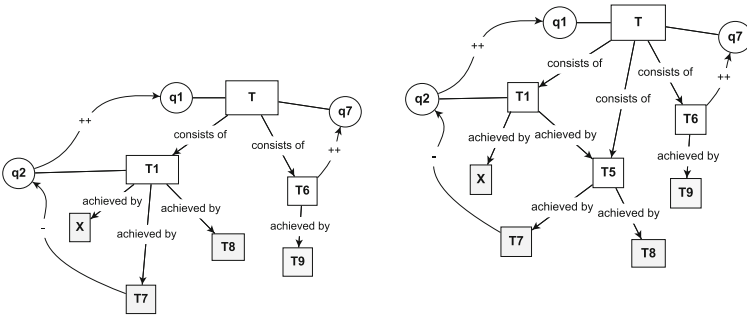 q1
T
q7
++
consists of
consists of
++
q2
T1
T6
achieved by
achieved by
achieved by
achieved by
-
X
T8
T9
T7
q1
T
q7
++
consists of
consists of
consists of
++
q2
T1
T6
achieved by
achieved by
achieved by
-
X
T5
T9
achieved by
achieved by
T7
T8